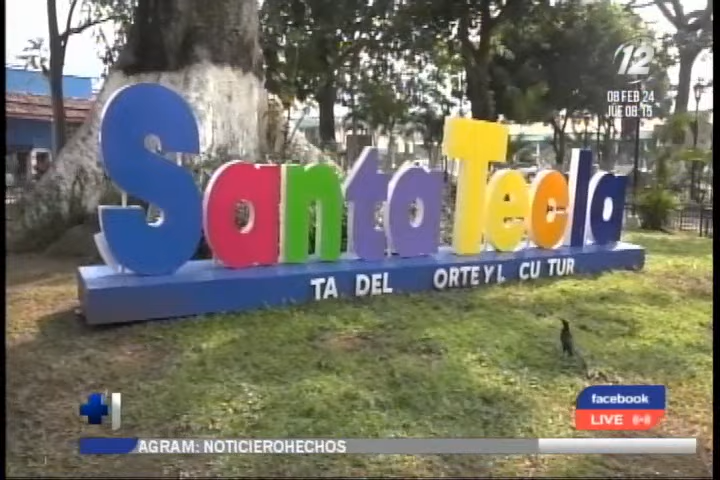 12
08 FEB 24
JUE 08:15
Santa Tecla
TA DEL ORTE Y L CU TUR
facebook
LIVE
AGRAM: NOTICIEROHECHOS